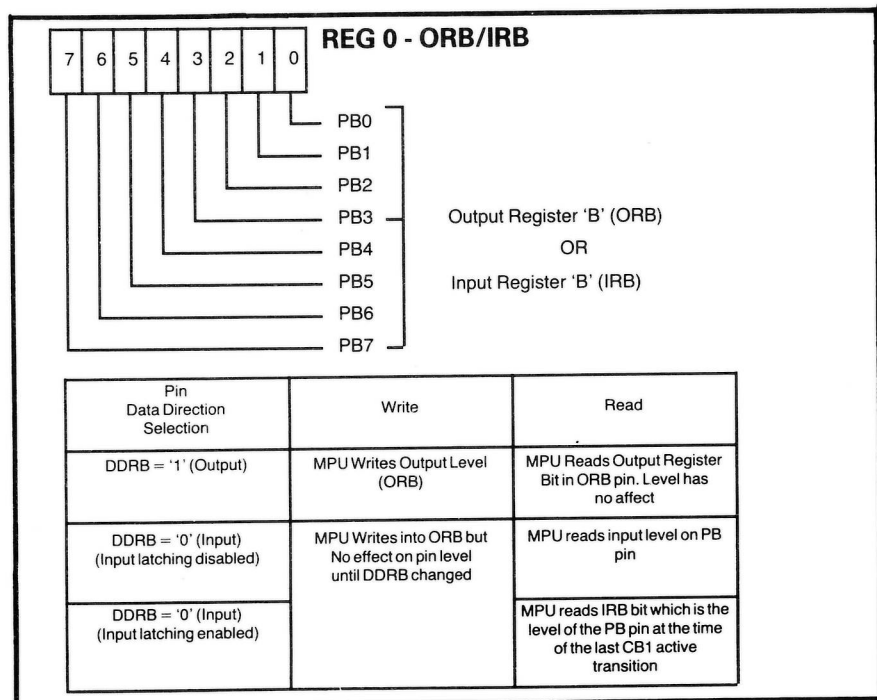 REG 0 - ORB/IRB
7 6 5 4 3 2 1 0
PB0
PB1
PB2
PB3
PB4
PB5
PB6
PB7
Output Register 'B' (ORB)
OR
Input Register 'B' (IRB)
Pin
Data Direction
Selection
Write
Read
DDRB = '1' (Output)
MPU Writes Output Level
(ORB)
MPU Reads Output Register
Bit in ORB pin. Level has
no affect
DDRB = '0' (Input)
(Input latching disabled)
MPU Writes into ORB but
No effect on pin level
until DDRB changed
MPU reads input level on PB
pin
DDRB = '0' (Input)
(Input latching enabled)
MPU reads IRB bit which is the
level of the PB pin at the time
of the last CB1 active
transition